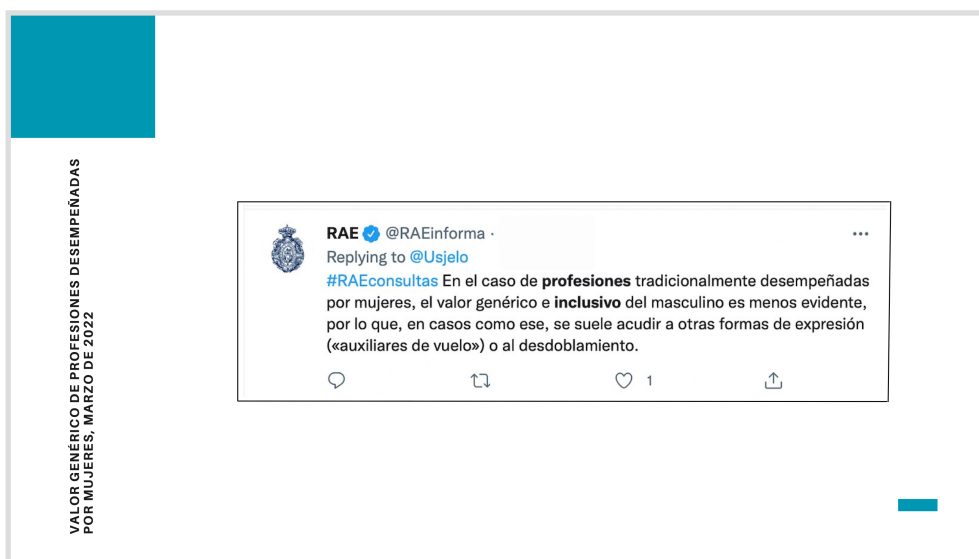 VALOR GENÉRICO DE PROFESIONES DESEMPEÑADAS
POR MUJERES, MARZO DE 2022
RAE @RAEinforma ·
Replying to @Usjelo
#RAEconsultas En el caso de profesiones tradicionalmente desempeñadas
por mujeres, el valor genérico e inclusivo del masculino es menos evidente,
por lo que, en casos como ese, se suele acudir a otras formas de expresión
(«auxiliares de vuelo») o al desdoblamiento.
1